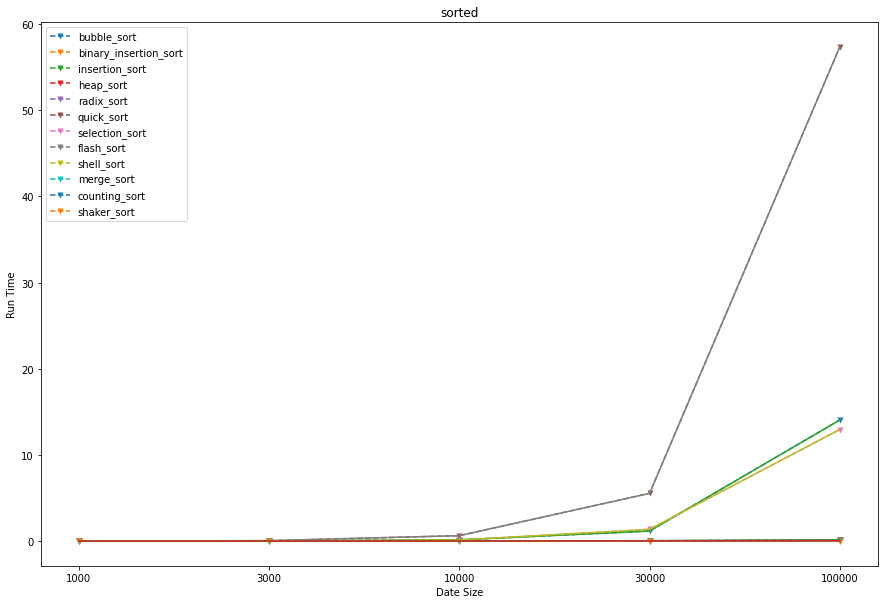 sorted
60
50
40
30
20
10
0
Run Time
bubble_sort
binary_insertion_sort
insertion_sort
heap_sort
radix_sort
quick_sort
selection_sort
flash_sort
shell_sort
merge_sort
counting_sort
shaker_sort
1000 3000 10000 30000 100000
Date Size